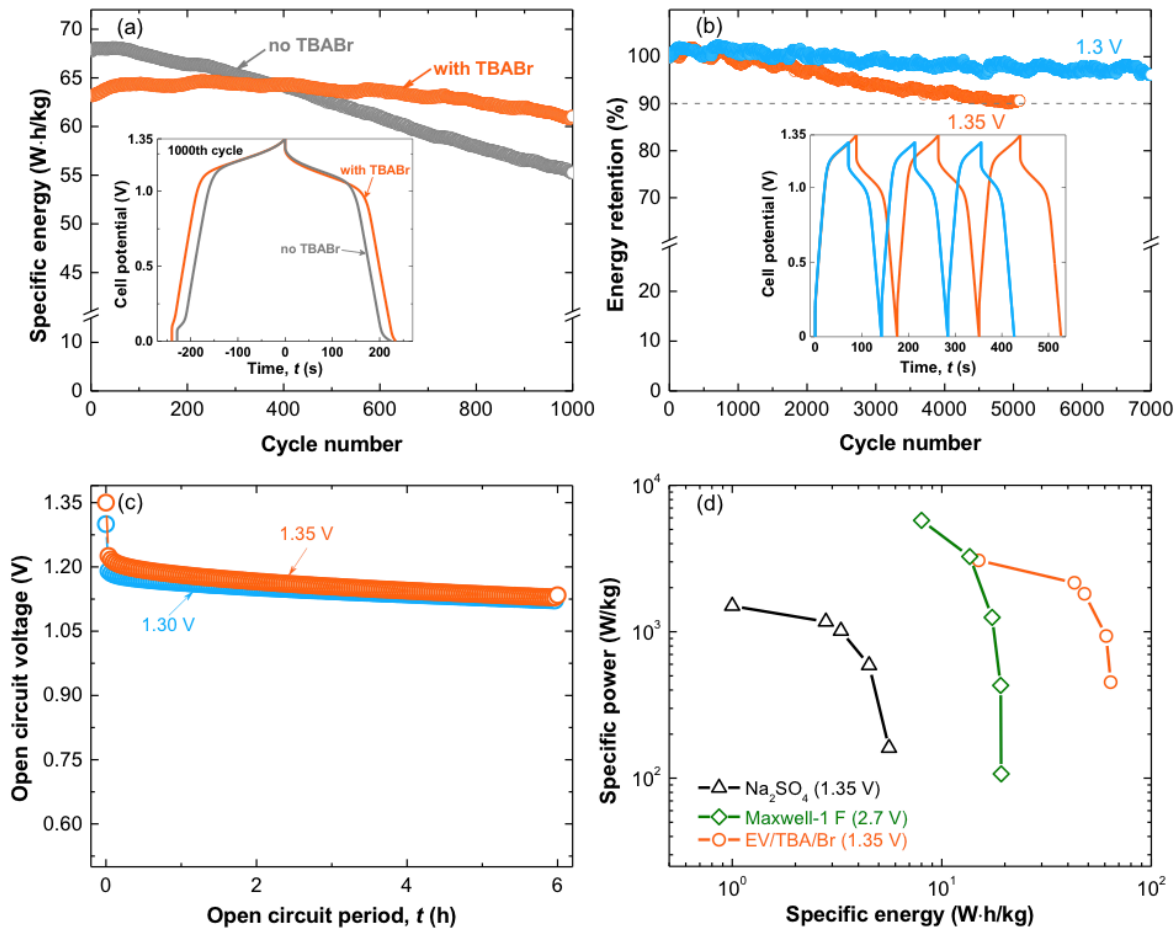 (a)
no TBABr
with TBABr
Specific energy (W·h/kg)
70
65
60
55
50
45
10
0
0
200
400
600
800
1000
Cycle number
1000th cycle
with TBABr
no TBABr
Cell potential (V)
1.35
1.0
0.5
0.0
-200
-100
0
100
200
Time, t (s)
(b)
1.3 V
1.35 V
Energy retention (%)
100
90
80
70
60
20
10
0
0
1000
2000
3000
4000
5000
6000
7000
Cycle number
Cell potential (V)
1.35
1.0
0.5
0
0
100
200
300
400
500
Time, t (s)
(c)
1.35 V
1.30 V
Open circuit voltage (V)
1.35
1.20
1.05
0.90
0.75
0.60
0
2
4
6
Open circuit period, t (h)
(d)
Specific power (W/kg)
10⁴
10³
10²
10⁰
10¹
10²
Specific energy (W·h/kg)
Na₂SO₄ (1.35 V)
Maxwell-1 F (2.7 V)
EV/TBA/Br (1.35 V)